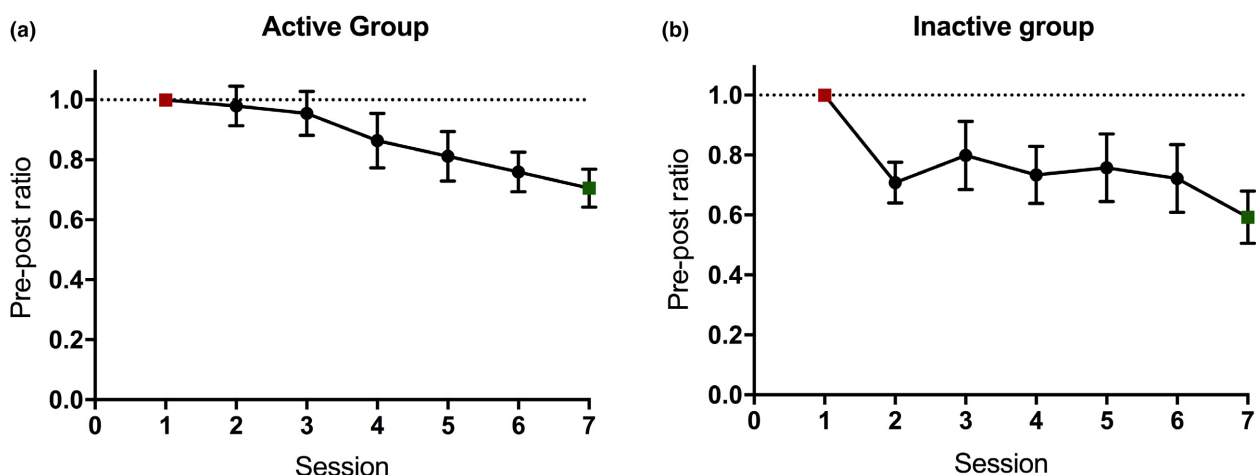 (a)
Active Group
Pre-post ratio
1.0
0.8
0.6
0.4
0.2
0.0
0 1 2 3 4 5 6 7
Session
(b)
Inactive group
Pre-post ratio
1.0
0.8
0.6
0.4
0.2
0.0
0 1 2 3 4 5 6 7
Session